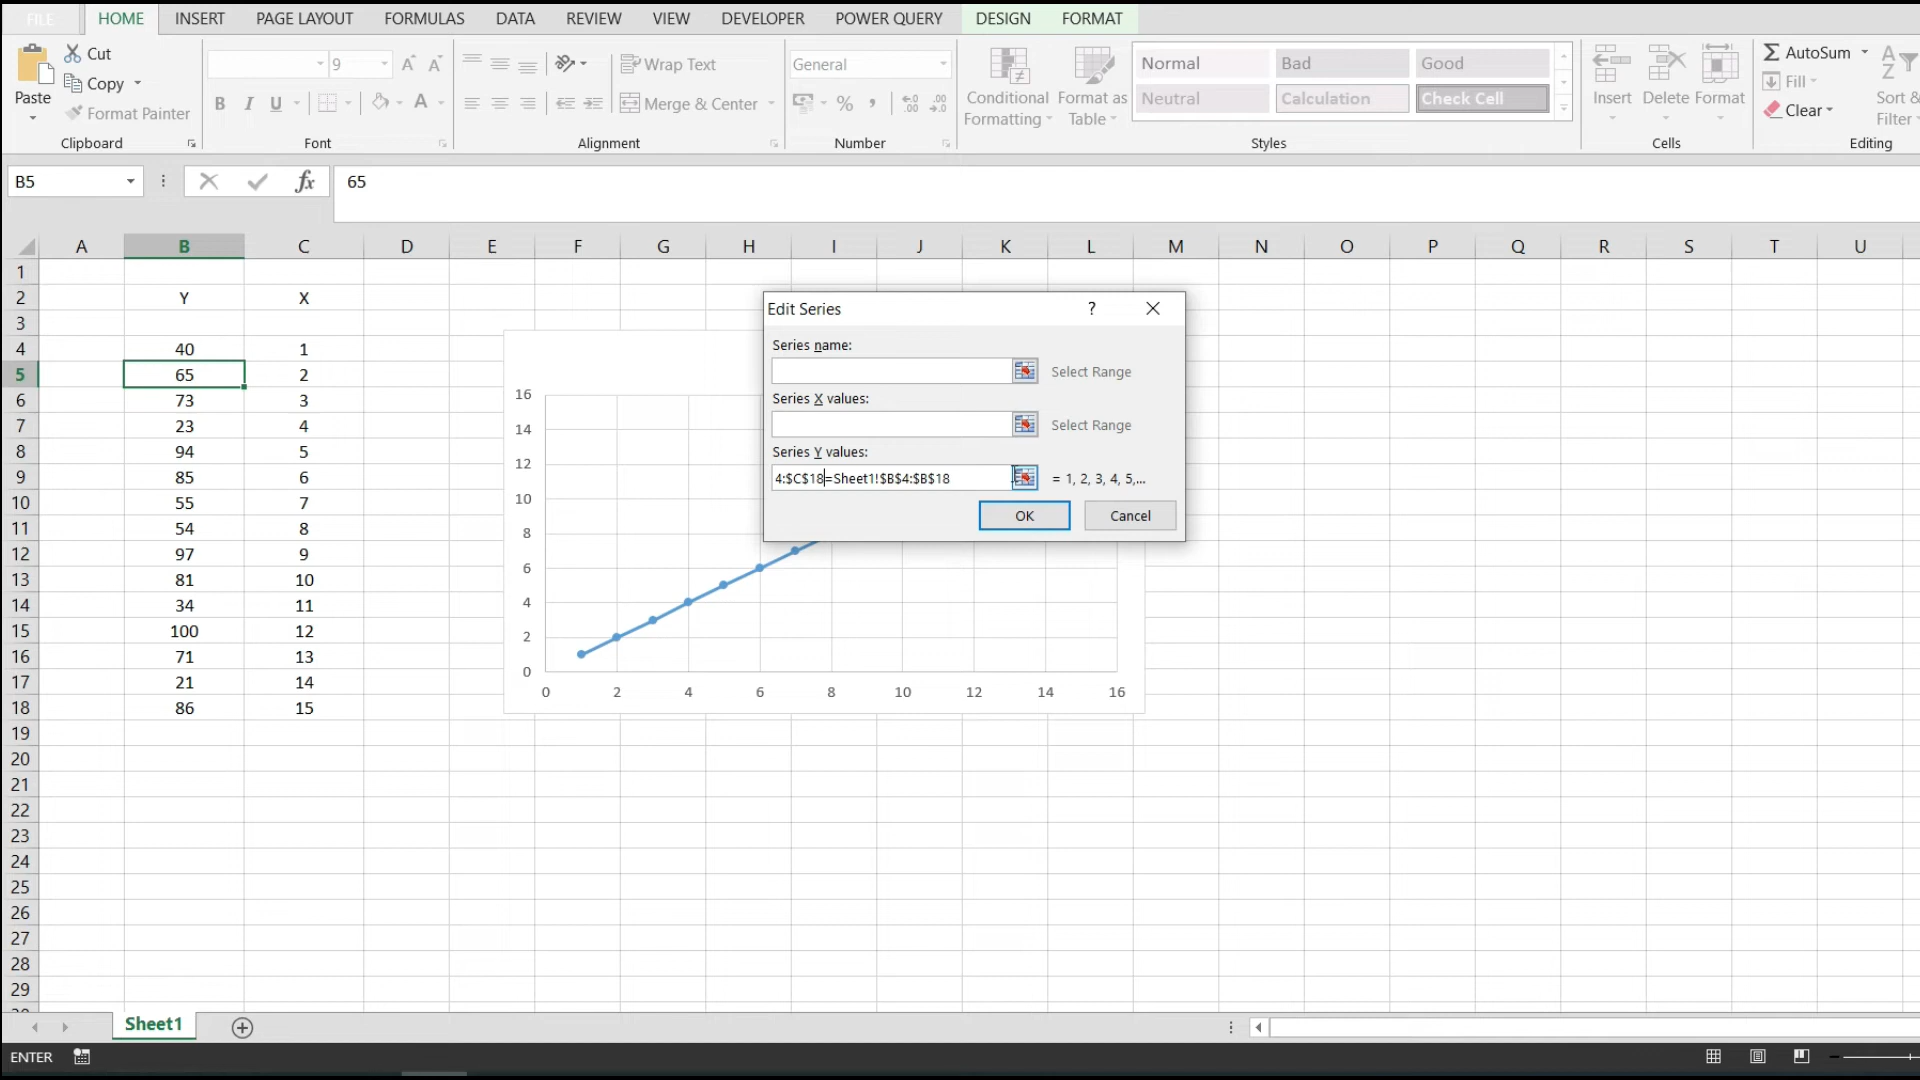 FILE HOME INSERT PAGE LAYOUT FORMULAS DATA REVIEW VIEW DEVELOPER POWER QUERY DESIGN FORMAT
Paste
Cut
Copy
Format Painter
Clipboard
9 A A
B I U A
Font
Wrap Text
Merge & Center
Alignment
General
%
Number
Conditional Formatting
Format as Table
Normal Bad Good
Neutral Calculation Check Cell
Styles
Insert Delete Format
Cells
AutoSum
Fill
Clear
Sort &
Filter
Editing
B5 fx 65
A B C D E F G H I J K L M N O P Q R S T U
1
2 Y X
3
4 40 1
5 65 2
6 73 3
7 23 4
8 94 5
9 85 6
10 55 7
11 54 8
12 97 9
13 81 10
14 34 11
15 100 12
16 71 13
17 21 14
18 86 15
19
20
21
22
23
24
25
26
27
28
29
16
14
12
10
8
6
4
2
0
0 2 4 6 8 10 12 14 16
Edit Series ?
Series name:
Select Range
Series X values:
Select Range
Series Y values:
4:$C$18=Sheet1!$B$4:$B$18 = 1, 2, 3, 4, 5,...
OK Cancel
Sheet1
ENTER